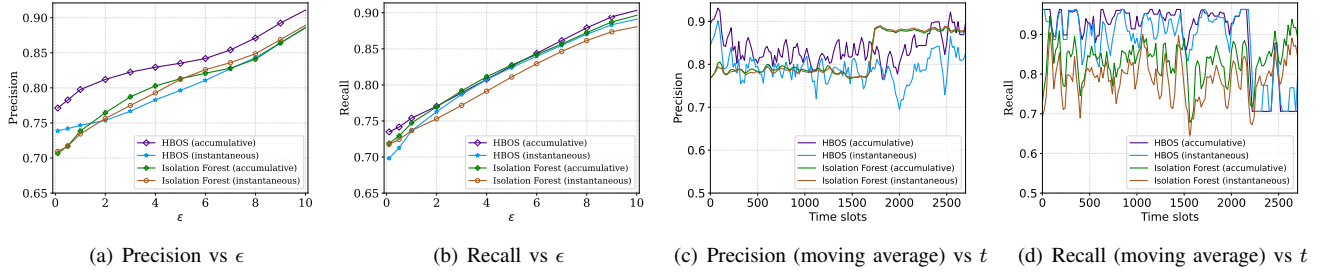 0.90
0.85
0.80
0.75
0.70
0.65
Precision
0 2 4 6 8 10
ε
HBOS (accumulative)
HBOS (instantaneous)
Isolation Forest (accumulative)
Isolation Forest (instantaneous)
(a) Precision vs ϵ
0.90
0.85
0.80
0.75
0.70
0.65
Recall
0 2 4 6 8 10
ε
HBOS (accumulative)
HBOS (instantaneous)
Isolation Forest (accumulative)
Isolation Forest (instantaneous)
(b) Recall vs ϵ
0.9
0.8
0.7
0.6
0.5
Precision
0 500 1000 1500 2000 2500
Time slots
HBOS (accumulative)
HBOS (instantaneous)
Isolation Forest (accumulative)
Isolation Forest (instantaneous)
(c) Precision (moving average) vs t
0.9
0.8
0.7
0.6
0.5
Recall
0 500 1000 1500 2000 2500
Time slots
HBOS (accumulative)
HBOS (instantaneous)
Isolation Forest (accumulative)
Isolation Forest (instantaneous)
(d) Recall (moving average) vs t